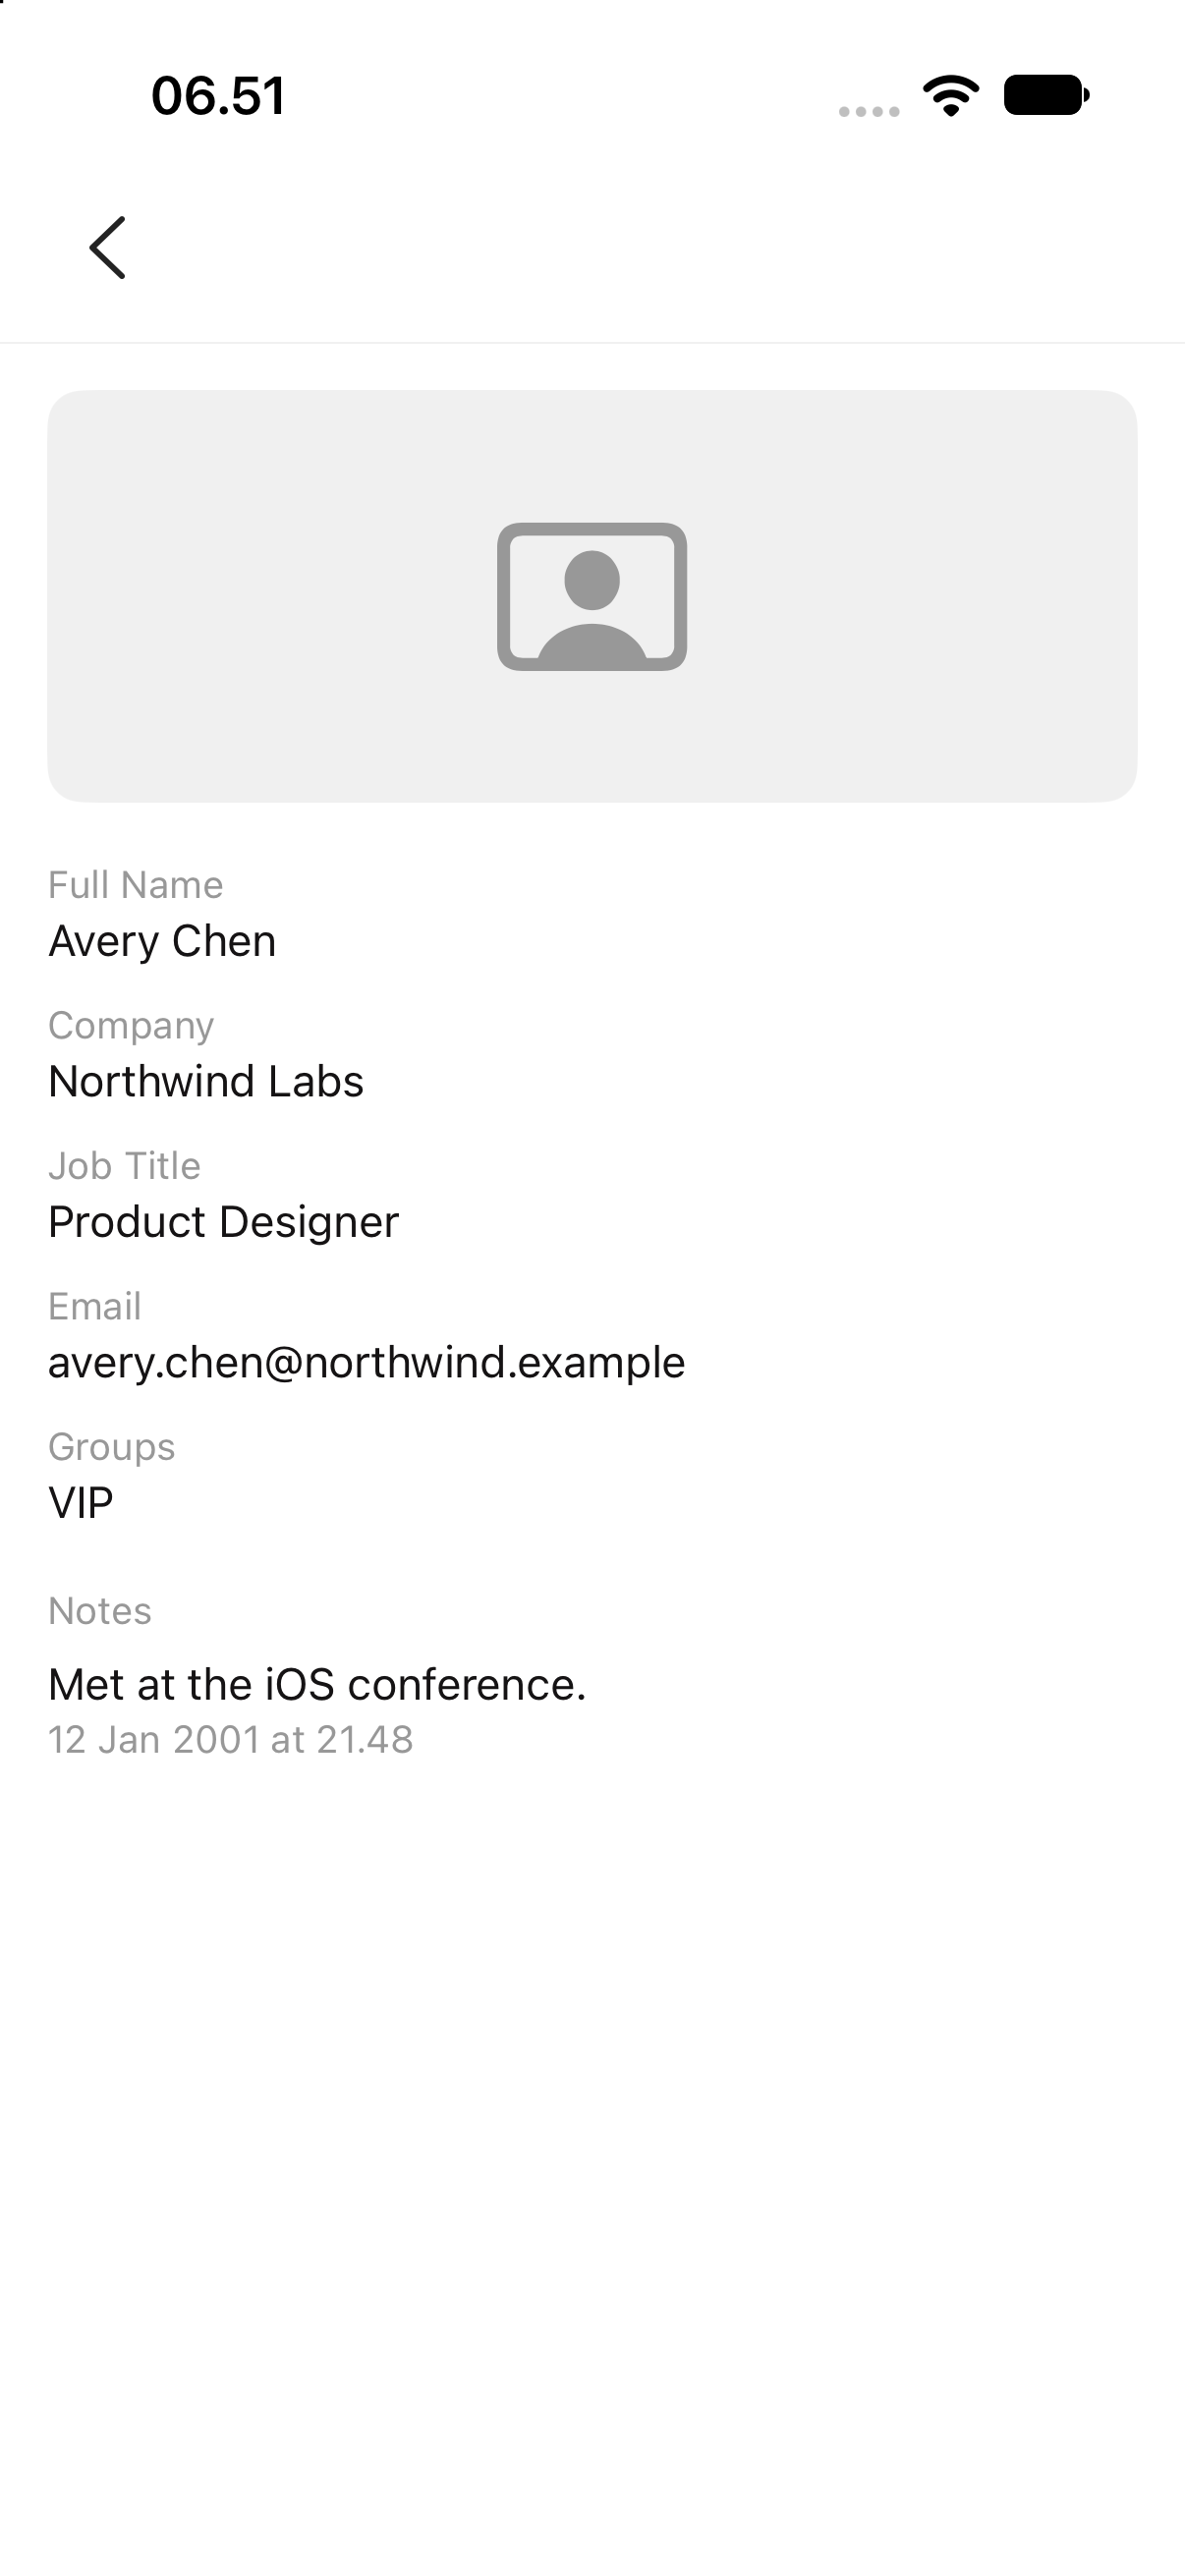 06.51
Full Name
Avery Chen
Company
Northwind Labs
Job Title
Product Designer
Email
avery.chen@northwind.example
Groups
VIP
Notes
Met at the iOS conference.
12 Jan 2001 at 21.48